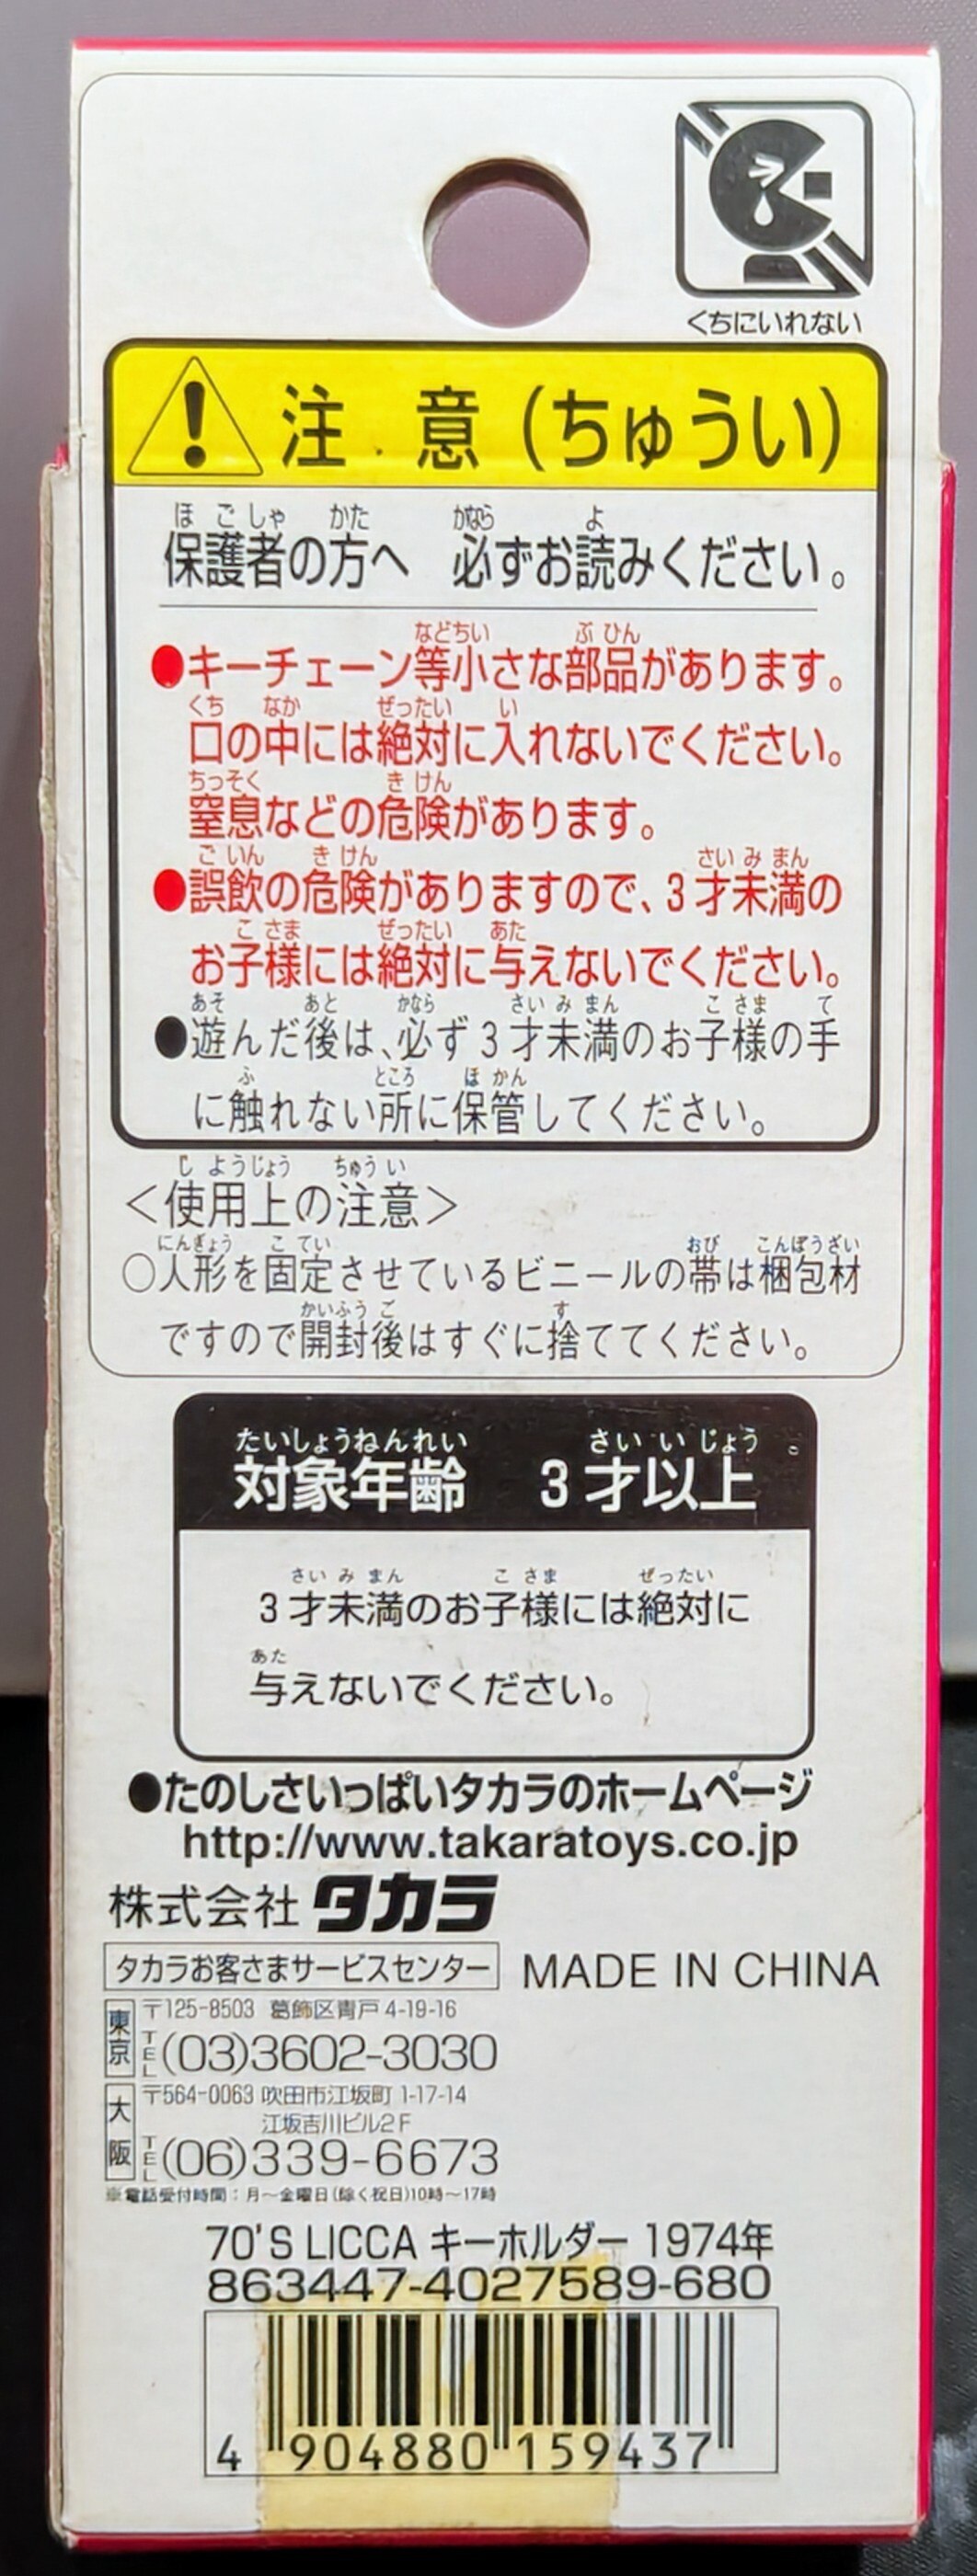 くちにいれない
注意(ちゅうい)
保護者の方へ 必ずお読みください。
●キーチェーン等小さな部品があります。
口の中には絶対に入れないでください。
窒息などの危険があります。
●誤飲の危険がありますので、3才未満の
お子様には絶対に与えないでください。
●遊んだ後は、必ず3才未満のお子様の手
に触れない所に保管してください。
<使用上の注意>
○人形を固定させているビニールの帯は梱包材
ですので開封後はすぐに捨ててください。
対象年齢 3才以上
3才未満のお子様には絶対に
与えないでください。
●たのしさいっぱいタカラのホームページ
http://www.takaratoys.co.jp
株式会社タカラ
タカラお客さまサービスセンター MADE IN CHINA
東京 〒125-8503 葛飾区青戸4-19-16
TEL(03)3602-3030
大阪 〒564-0063 吹田市江坂町1-17-14
江坂吉川ビル2F
TEL(06)339-6673
※電話受付時間:月〜金曜日(除く祝日)10時〜17時
70'S LICCA キーホルダー 1974年
863447-4027589-680
4 904880 159437